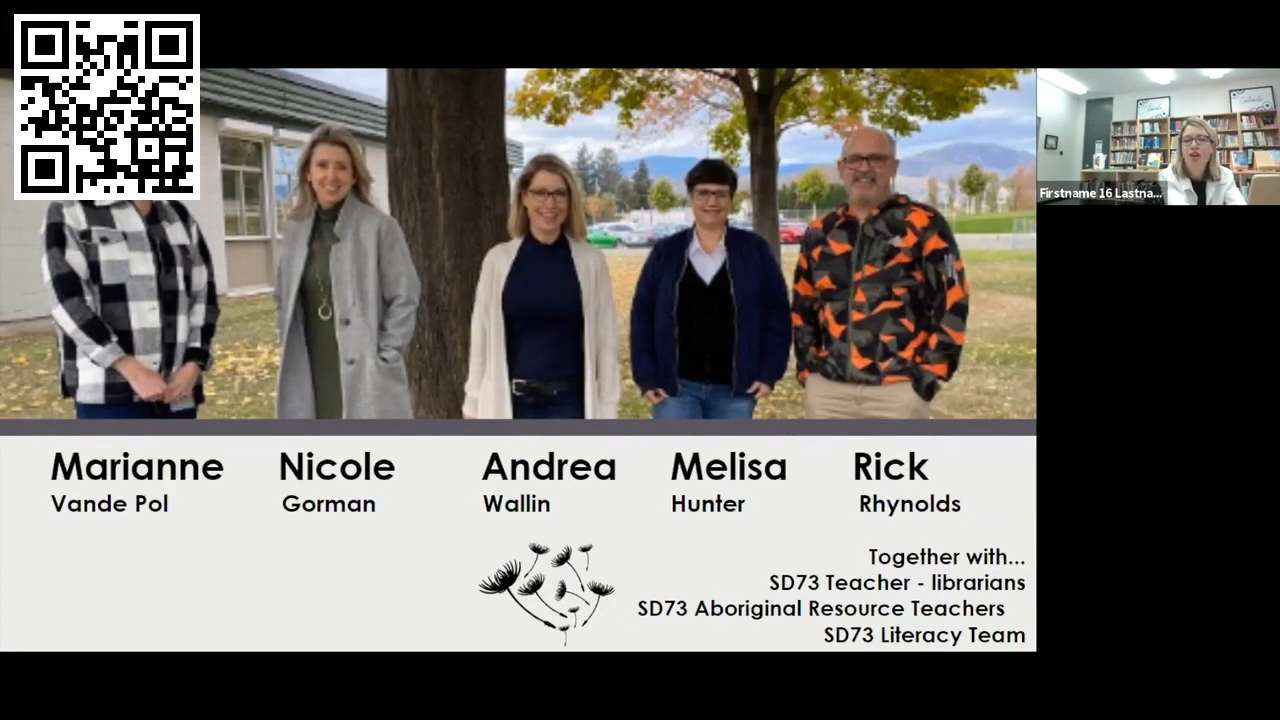 Firstname 16 Lastna...
Marianne Nicole Andrea Melisa Rick
Vande Pol Gorman Wallin Hunter Rhynolds
Together with...
SD73 Teacher - librarians
SD73 Aboriginal Resource Teachers
SD73 Literacy Team